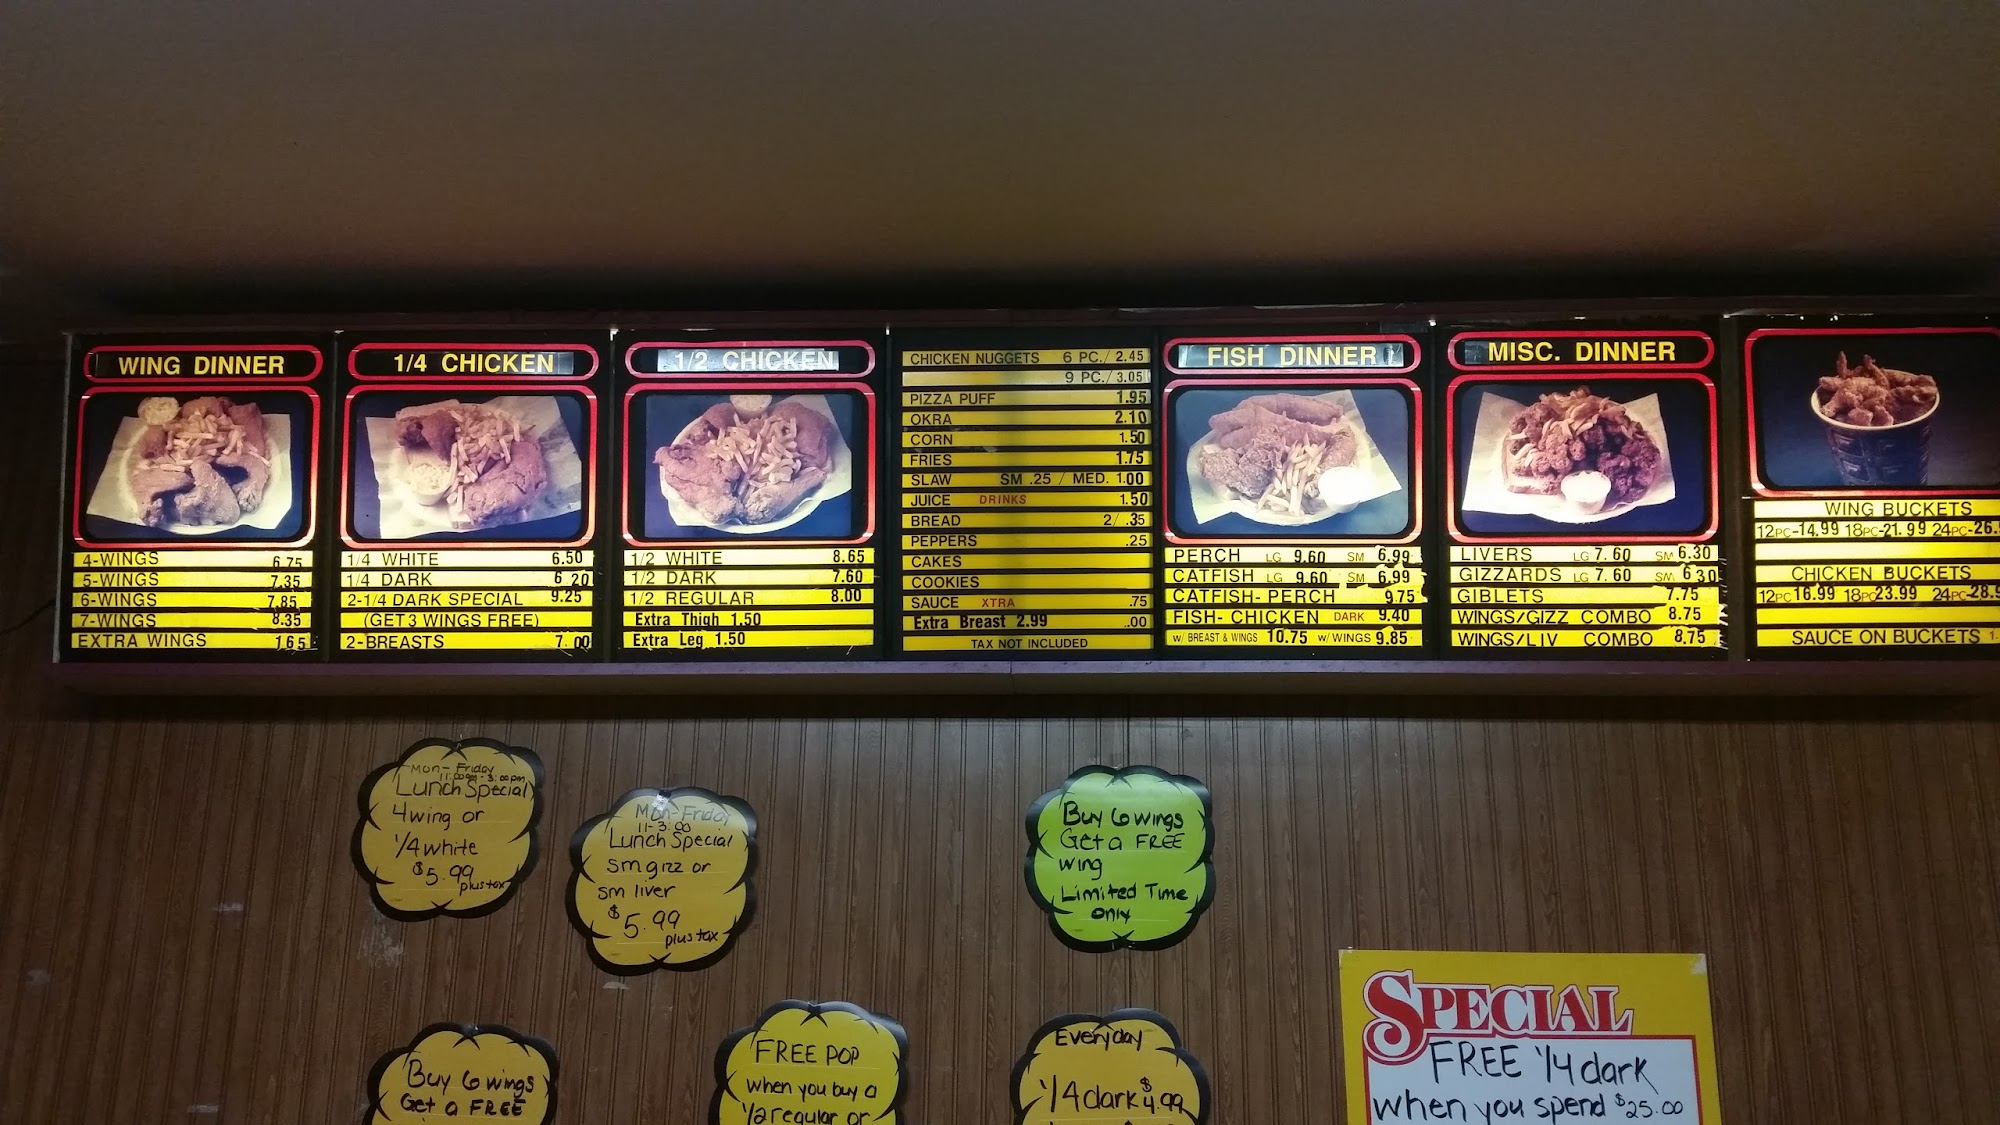 WING DINNER
4-WINGS 6.75
5-WINGS 7.35
6-WINGS 7.85
7-WINGS 8.35
EXTRA WINGS 1.65
1/4 CHICKEN
1/4 WHITE 6.50
1/4 DARK 6.20
2-1/4 DARK SPECIAL 9.25
(GET 3 WINGS FREE)
2-BREASTS 7.00
1/2 CHICKEN
1/2 WHITE 8.65
1/2 DARK 7.60
1/2 REGULAR 8.00
Extra Thigh 1.50
Extra Leg 1.50
CHICKEN NUGGETS 6 PC./ 2.45
9 PC./ 3.05
PIZZA PUFF 1.95
OKRA 2.10
CORN 1.50
FRIES 1.75
SLAW SM .25 / MED. 1.00
JUICE DRINKS 1.50
BREAD 2/ .35
PEPPERS .25
CAKES
COOKIES
SAUCE XTRA .75
Extra Breast 2.99 .00
TAX NOT INCLUDED
FISH DINNER
PERCH LG 9.60 SM 6.99
CATFISH LG 9.60 SM 6.99
CATFISH- PERCH 9.75
FISH- CHICKEN DARK 9.40
w/ BREAST & WINGS 10.75 w/ WINGS 9.85
MISC. DINNER
LIVERS LG 7.60 SM 6.30
GIZZARDS LG 7.60 SM 6.30
GIBLETS 7.75
WINGS/GIZZ COMBO 8.75
WINGS/LIV COMBO 8.75
WING BUCKETS
12PC-14.99 18PC-21.99 24PC-26.
CHICKEN BUCKETS
12PC16.99 18PC23.99 24PC-28.
SAUCE ON BUCKETS 1.
Mon-Friday
11:00am-3:00pm
Lunch Special
4 wing or
1/4 white
$5.99
plus tax
Mon-Friday
11-3:00
Lunch Special
sm gizz or
sm liver
$5.99
plus tax
Buy 6 wings
Get a FREE
wing
Limited Time
only
Buy 6 wings
Get a FREE
FREE POP
when you buy a
1/2 regular or
Everyday
1/4 dark $4.99
SPECIAL
FREE 1/4 dark
when you spend $25.00